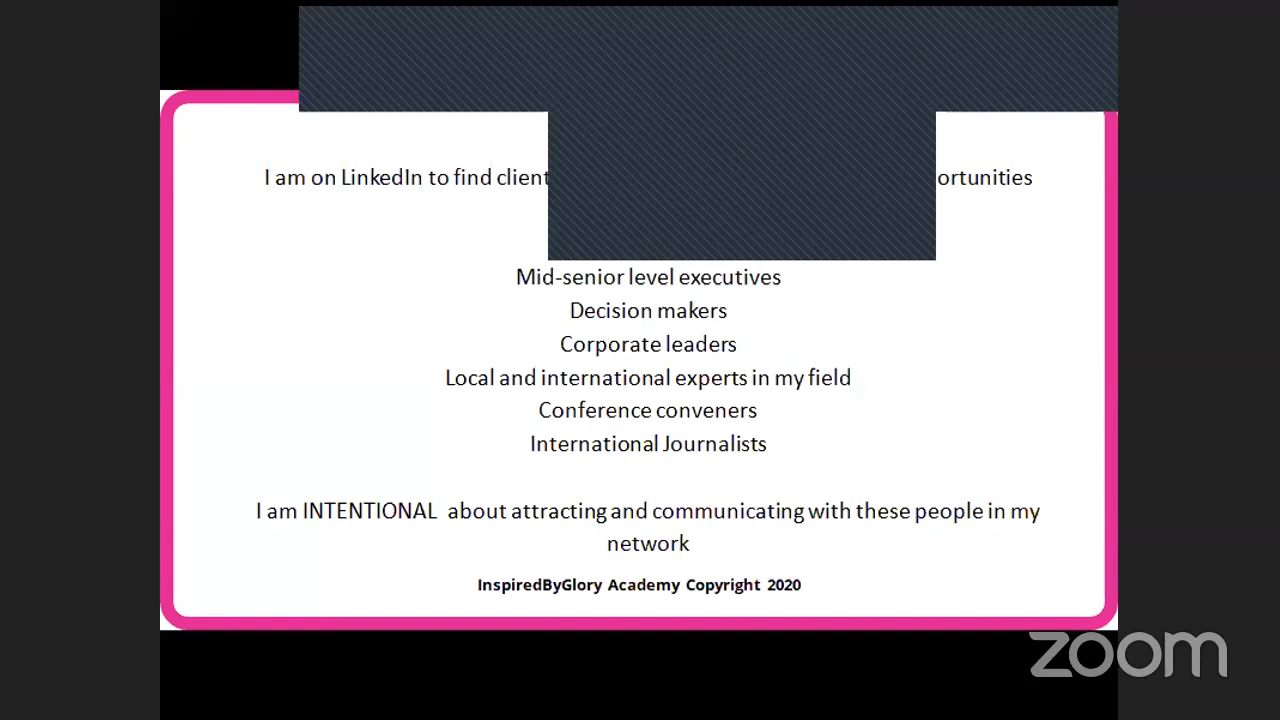 I am on LinkedIn to find
Mid-senior level executives
Decision makers
Corporate leaders
Local and international experts in my field
Conference conveners
International Journalists
I am INTENTIONAL about attracting and communicating with these people in my
network
InspiredByGlory Academy Copyright 2020
zoom